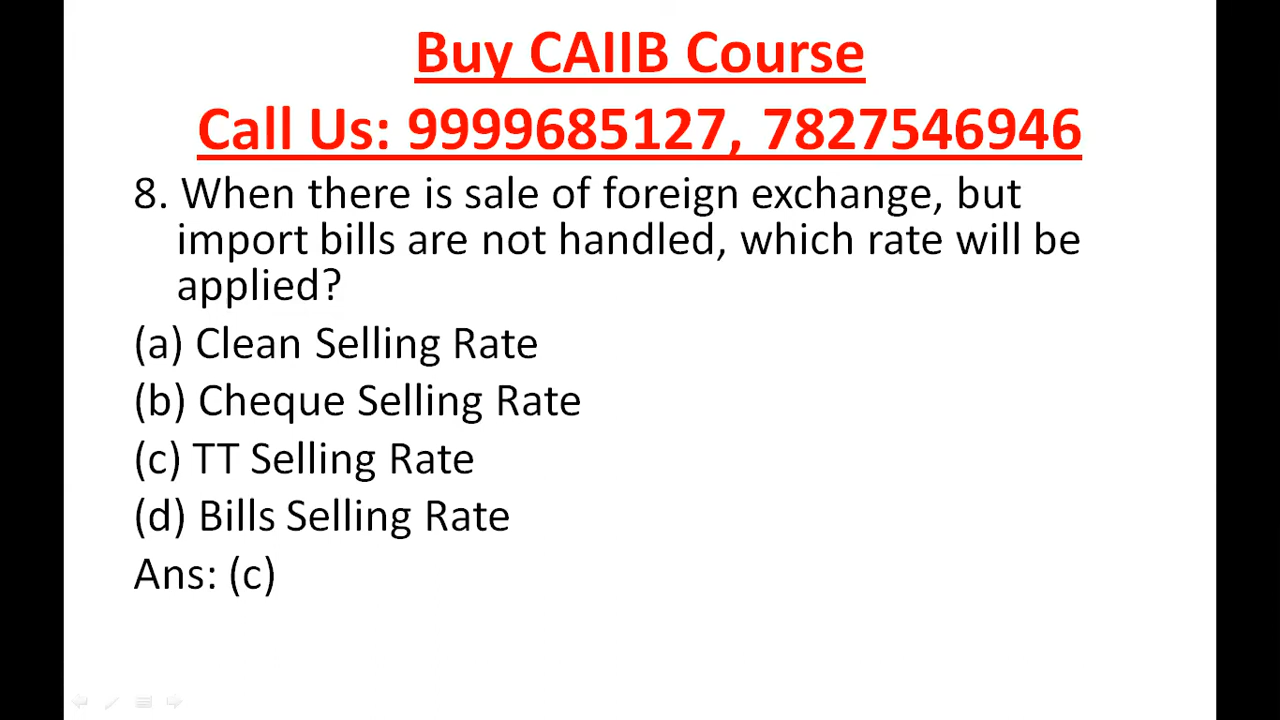 Buy CAIIB Course
Call Us: 9999685127, 7827546946
8. When there is sale of foreign exchange, but
import bills are not handled, which rate will be
applied?
(a) Clean Selling Rate
(b) Cheque Selling Rate
(c) TT Selling Rate
(d) Bills Selling Rate
Ans: (c)